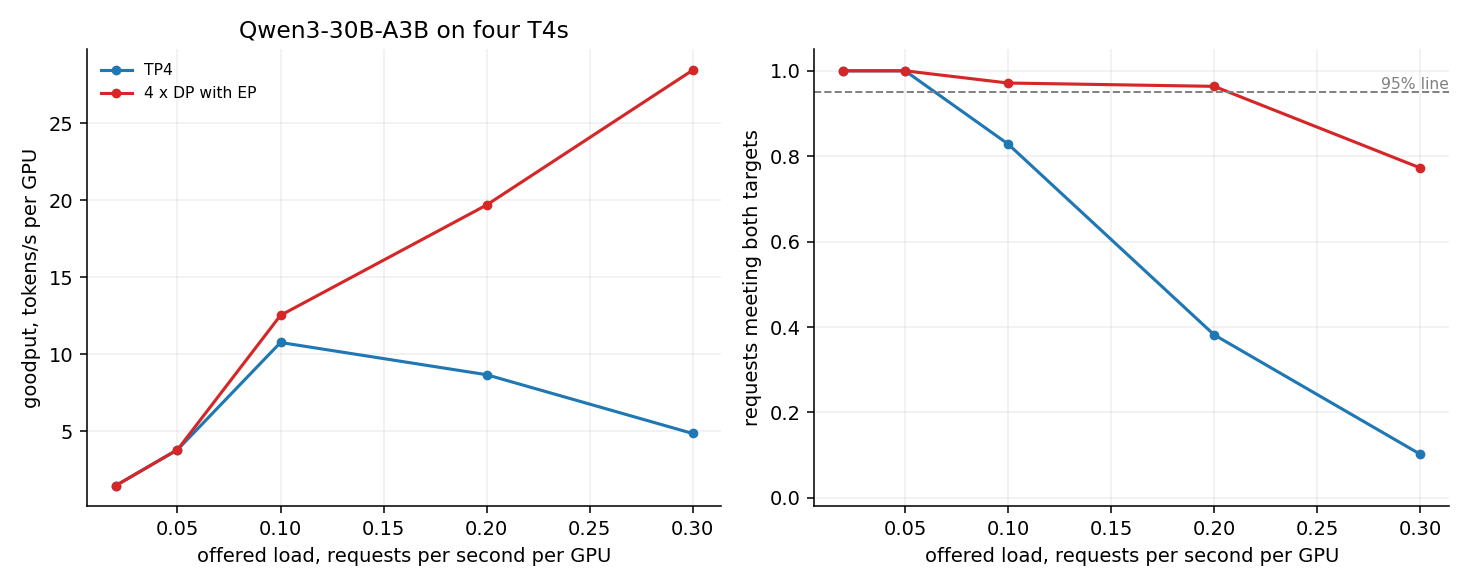 Qwen3-30B-A3B on four T4s
TP4
4 x DP with EP
goodput, tokens/s per GPU
25
20
15
10
5
0.05 0.10 0.15 0.20 0.25 0.30
offered load, requests per second per GPU
95% line
requests meeting both targets
1.0
0.8
0.6
0.4
0.2
0.0
0.05 0.10 0.15 0.20 0.25 0.30
offered load, requests per second per GPU